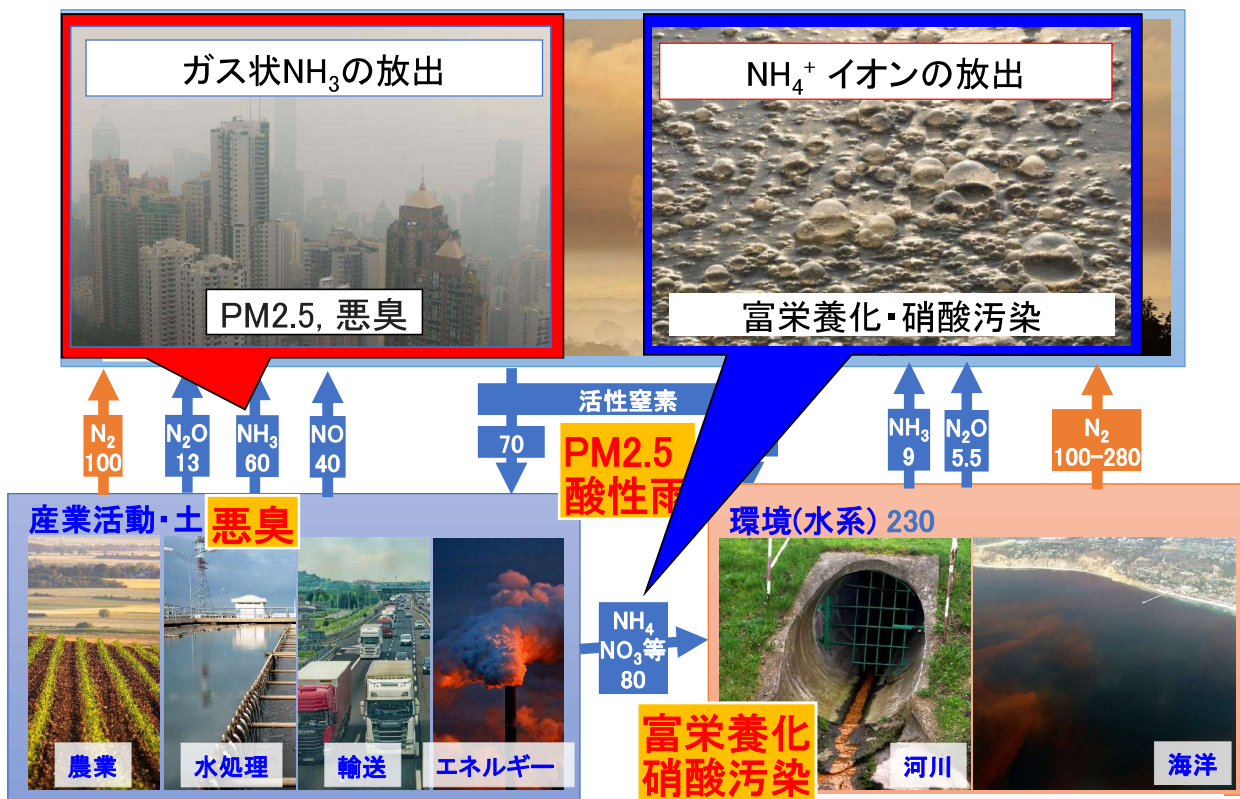 ガス状NH₃の放出
PM2.5, 悪臭
NH₄⁺ イオンの放出
富栄養化・硝酸汚染
N₂
100
N₂O
13
NH₃
60
NO
40
活性窒素
70
PM2.5
酸性雨
NH₃
9
N₂O
5.5
N₂
100-280
産業活動・土
悪臭
農業
水処理
輸送
エネルギー
NH₄
NO₃等
80
富栄養化
硝酸汚染
環境(水系) 230
河川
海洋